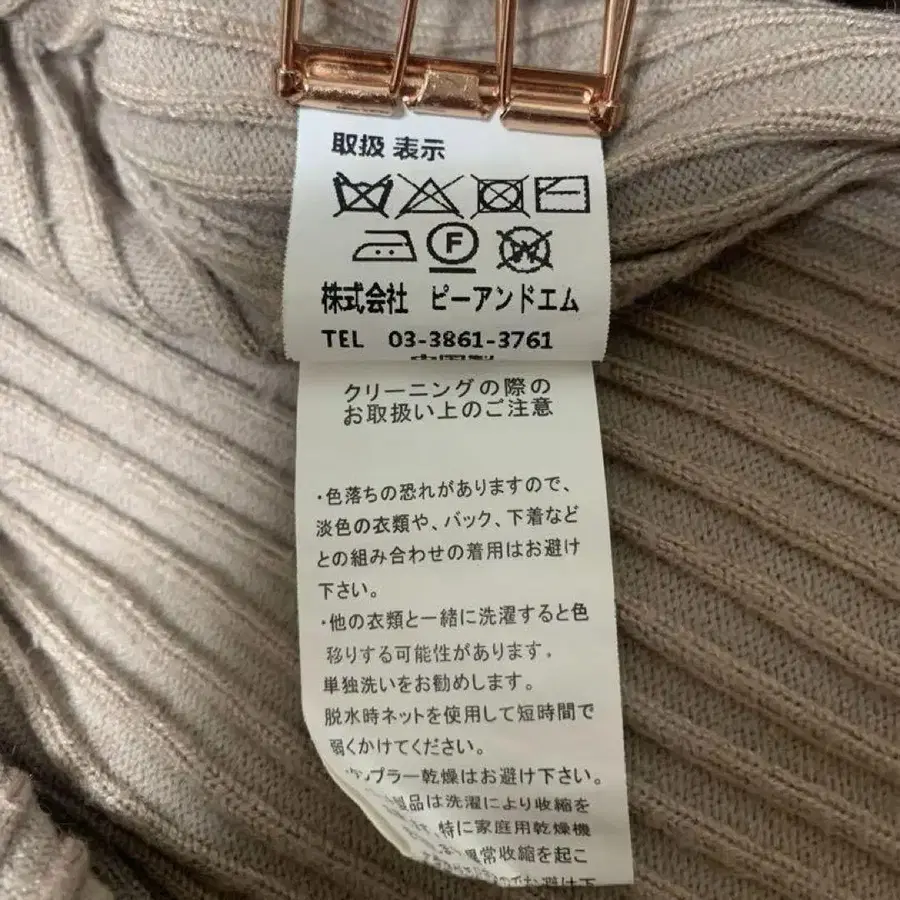 取扱 表示
F
W
株式会社 ピーアンドエム
TEL 03-3861-3761
中国製
クリーニングの際の
お取扱い上のご注意
・色落ちの恐れがありますので、
淡色の衣類や、バック、下着など
との組み合わせの着用はお避け
下さい。
・他の衣類と一緒に洗濯すると色
移りする可能性があります。
単独洗いをお勧めします。
脱水時ネットを使用して短時間で
弱くかけてください。
ンブラー乾燥はお避け下さい。
製品は洗濯により収縮を
特に家庭用乾燥機
異常収縮を起こ
お避け下